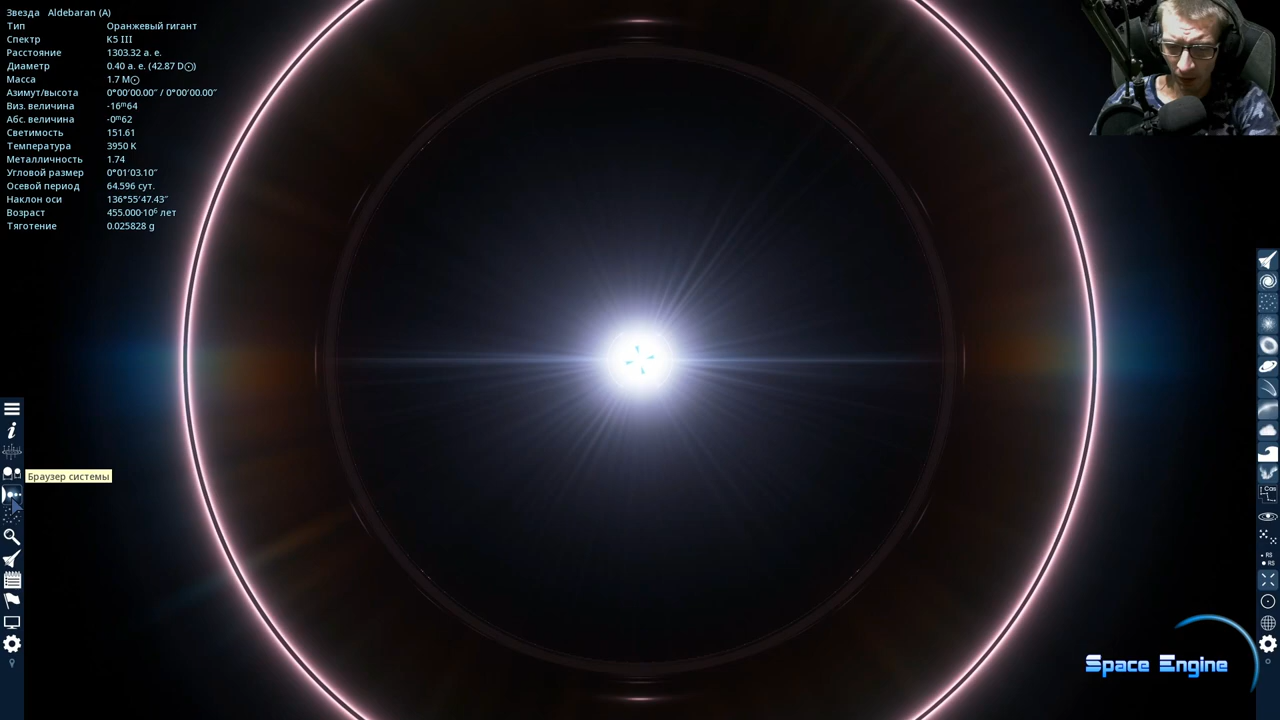 Звезда Aldebaran (A)
Тип Оранжевый гигант
Спектр K5 III
Расстояние 1303.32 а. е.
Диаметр 0.40 а. е. (42.87 D☉)
Масса 1.7 M☉
Азимут/высота 0°00′00.00″ / 0°00′00.00″
Виз. величина -16ᵐ64
Абс. величина -0ᵐ62
Светимость 151.61
Температура 3950 K
Металличность 1.74
Угловой размер 0°01′03.10″
Осевой период 64.596 сут.
Наклон оси 136°55′47.43″
Возраст 455.000·10⁶ лет
Тяготение 0.025828 g
Браузер системы
Cas
RS
RS
Space Engine